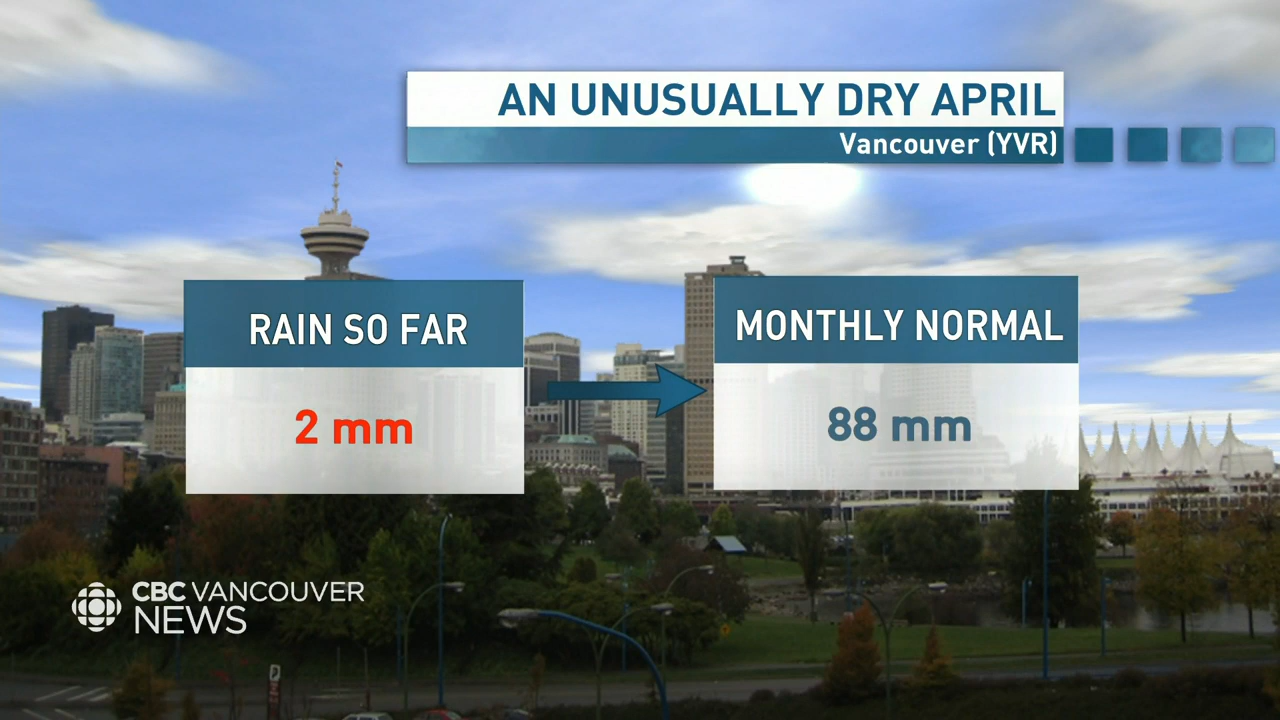 AN UNUSUALLY DRY APRIL
Vancouver (YVR)
RAIN SO FAR
2 mm
MONTHLY NORMAL
88 mm
CBC VANCOUVER
NEWS